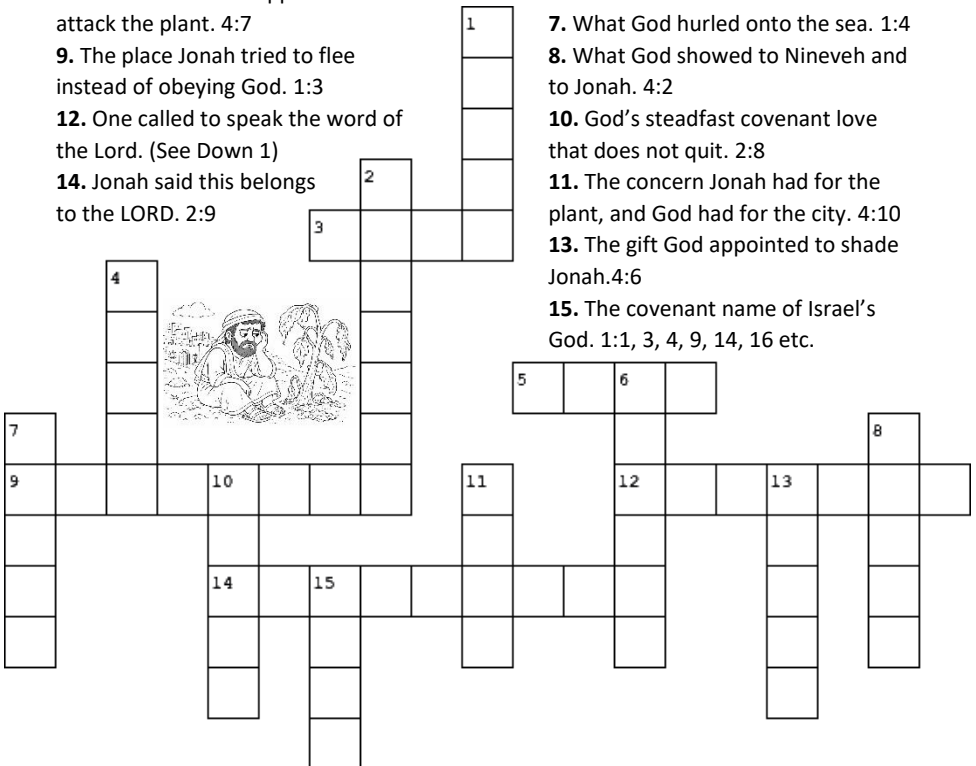 attack the plant. 4:7
9. The place Jonah tried to flee
instead of obeying God. 1:3
12. One called to speak the word of
the Lord. (See Down 1)
14. Jonah said this belongs
to the LORD. 2:9
7. What God hurled onto the sea. 1:4
8. What God showed to Nineveh and
to Jonah. 4:2
10. God’s steadfast covenant love
that does not quit. 2:8
11. The concern Jonah had for the
plant, and God had for the city. 4:10
13. The gift God appointed to shade
Jonah.4:6
15. The covenant name of Israel’s
God. 1:1, 3, 4, 9, 14, 16 etc.
1
2
3
4
5 6
7 8
9 10 11 12 13
14 15